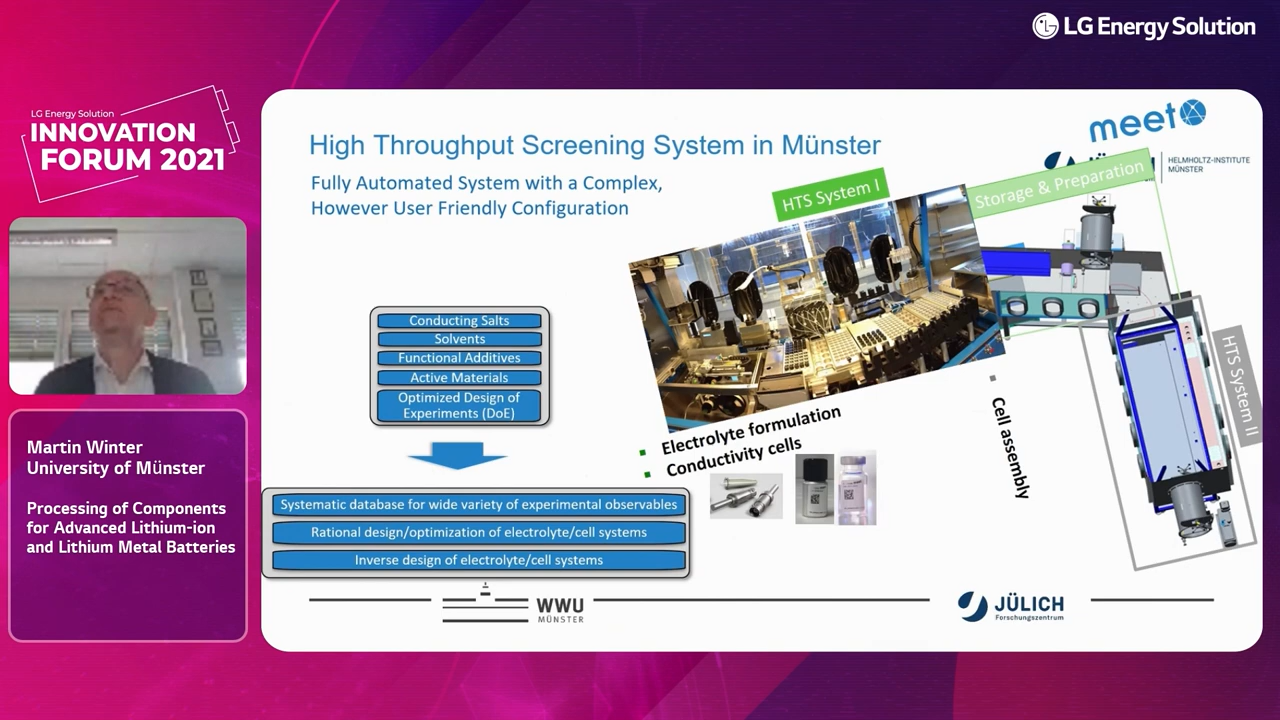 LG Energy Solution
LG Energy Solution
INNOVATION
FORUM 2021
Martin Winter
University of Münster
Processing of Components
for Advanced Lithium-ion
and Lithium Metal Batteries
High Throughput Screening System in Münster
Fully Automated System with a Complex,
However User Friendly Configuration
meet
HELMHOLTZ-INSTITUTE
MÜNSTER
HTS System I
Storage & Preparation
HTS System II
Conducting Salts
Solvents
Functional Additives
Active Materials
Optimized Design of
Experiments (DoE)
Electrolyte formulation
Conductivity cells
Cell assembly
Systematic database for wide variety of experimental observables
Rational design/optimization of electrolyte/cell systems
Inverse design of electrolyte/cell systems
WWU
MÜNSTER
JÜLICH
Forschungszentrum